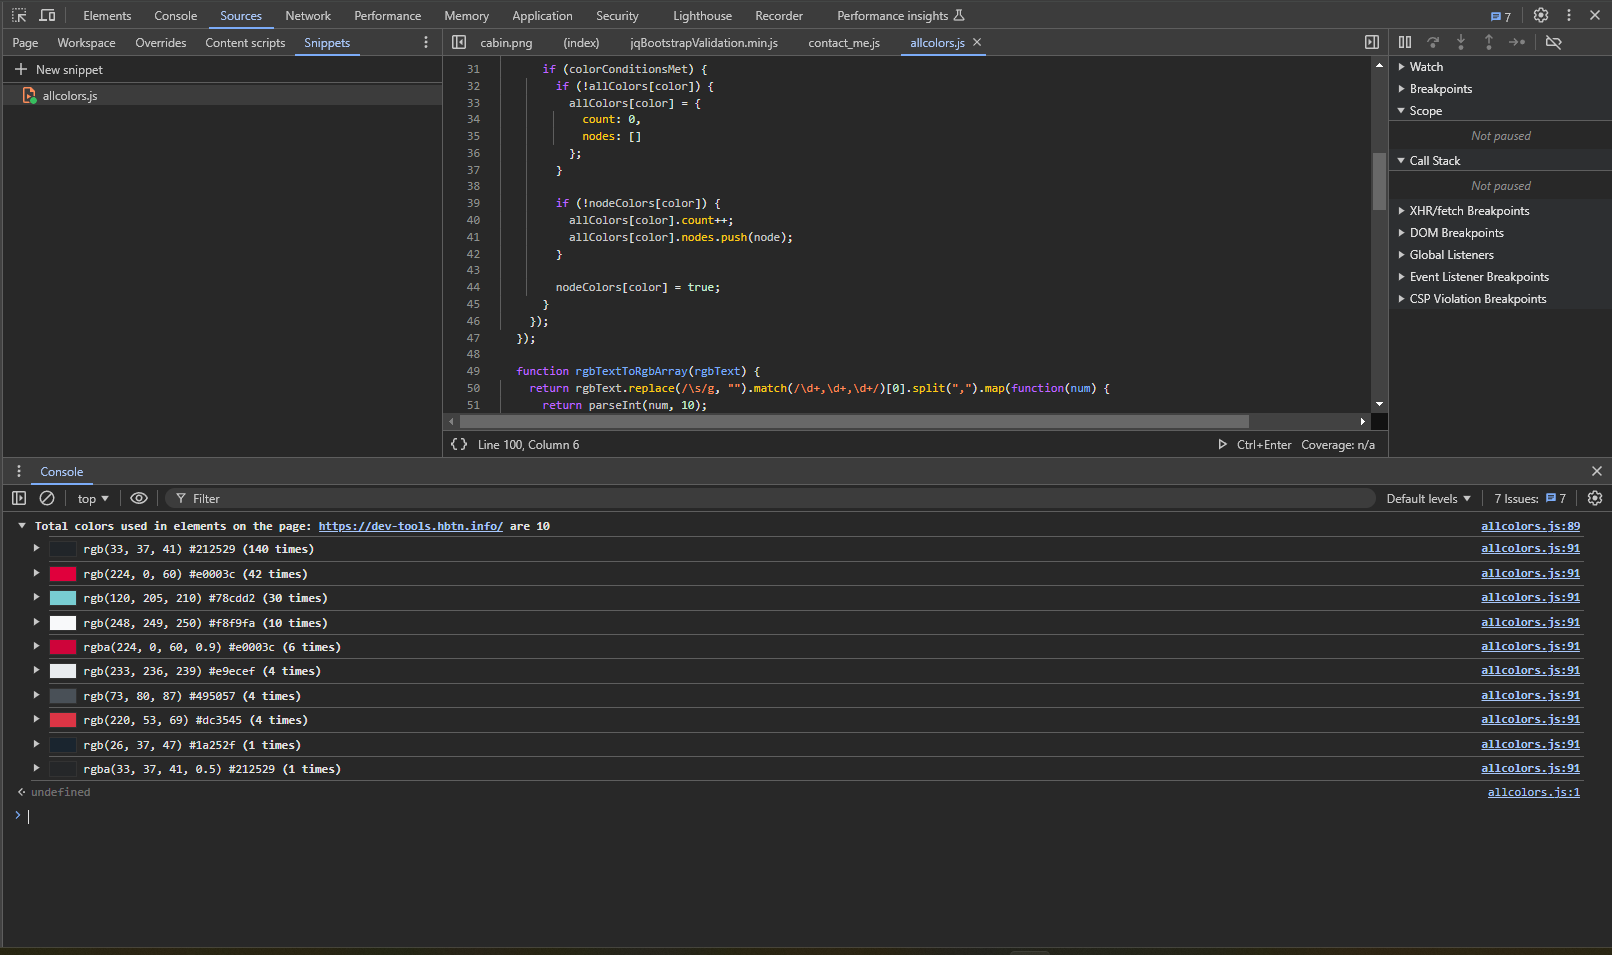 Elements Console Sources Network Performance Memory Application Security Lighthouse Recorder Performance insights 7
Page Workspace Overrides Content scripts Snippets
cabin.png (index) jqBootstrapValidation.min.js contact_me.js allcolors.js
New snippet
allcolors.js
31 if (colorConditionsMet) {
32 if (!allColors[color]) {
33 allColors[color] = {
34 count: 0,
35 nodes: []
36 };
37 }
38
39 if (!nodeColors[color]) {
40 allColors[color].count++;
41 allColors[color].nodes.push(node);
42 }
43
44 nodeColors[color] = true;
45 }
46 });
47 });
48
49 function rgbTextToRgbArray(rgbText) {
50 return rgbText.replace(/\s/g, "").match(/\d+,\d+,\d+/)[0].split(",").map(function(num) {
51 return parseInt(num, 10);
{} Line 100, Column 6 Ctrl+Enter Coverage: n/a
Watch
Breakpoints
Scope
Not paused
Call Stack
Not paused
XHR/fetch Breakpoints
DOM Breakpoints
Global Listeners
Event Listener Breakpoints
CSP Violation Breakpoints
Console
top Filter Default levels 7 Issues: 7
Total colors used in elements on the page: https://dev-tools.hbtn.info/ are 10 allcolors.js:89
rgb(33, 37, 41) #212529 (140 times) allcolors.js:91
rgb(224, 0, 60) #e0003c (42 times) allcolors.js:91
rgb(120, 205, 210) #78cdd2 (30 times) allcolors.js:91
rgb(248, 249, 250) #f8f9fa (10 times) allcolors.js:91
rgba(224, 0, 60, 0.9) #e0003c (6 times) allcolors.js:91
rgb(233, 236, 239) #e9ecef (4 times) allcolors.js:91
rgb(73, 80, 87) #495057 (4 times) allcolors.js:91
rgb(220, 53, 69) #dc3545 (4 times) allcolors.js:91
rgb(26, 37, 47) #1a252f (1 times) allcolors.js:91
rgba(33, 37, 41, 0.5) #212529 (1 times) allcolors.js:91
undefined allcolors.js:1